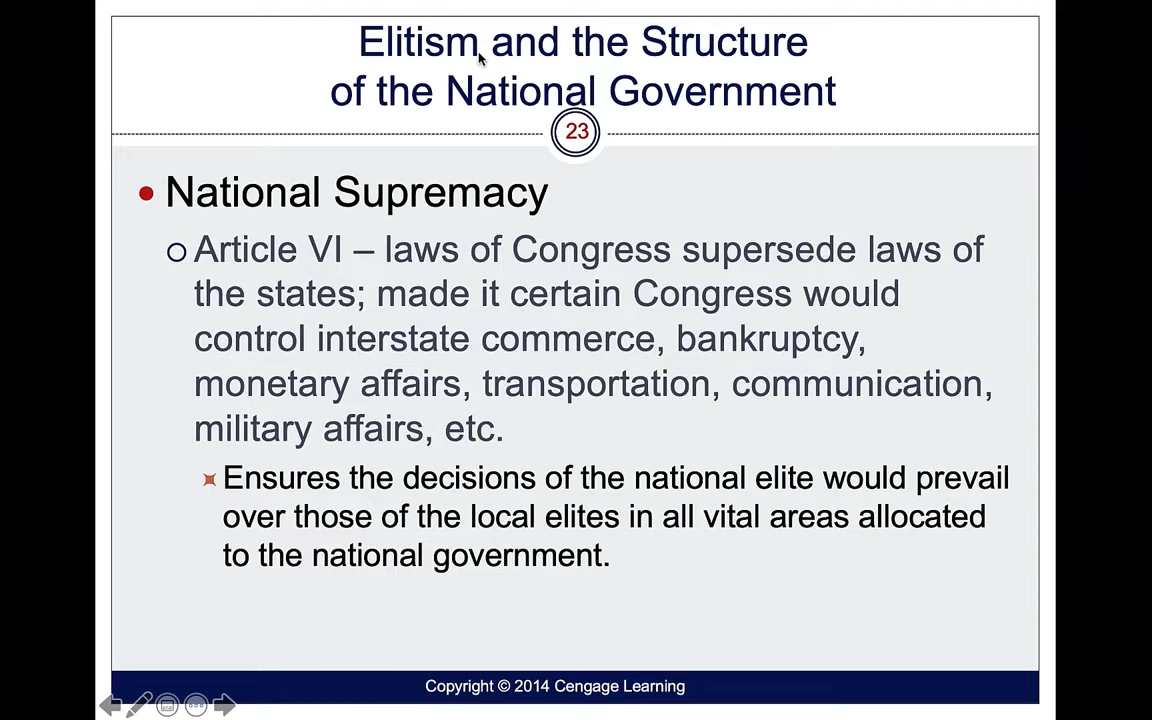 Elitism and the Structure
of the National Government
23
National Supremacy
Article VI – laws of Congress supersede laws of
the states; made it certain Congress would
control interstate commerce, bankruptcy,
monetary affairs, transportation, communication,
military affairs, etc.
Ensures the decisions of the national elite would prevail
over those of the local elites in all vital areas allocated
to the national government.
Copyright © 2014 Cengage Learning